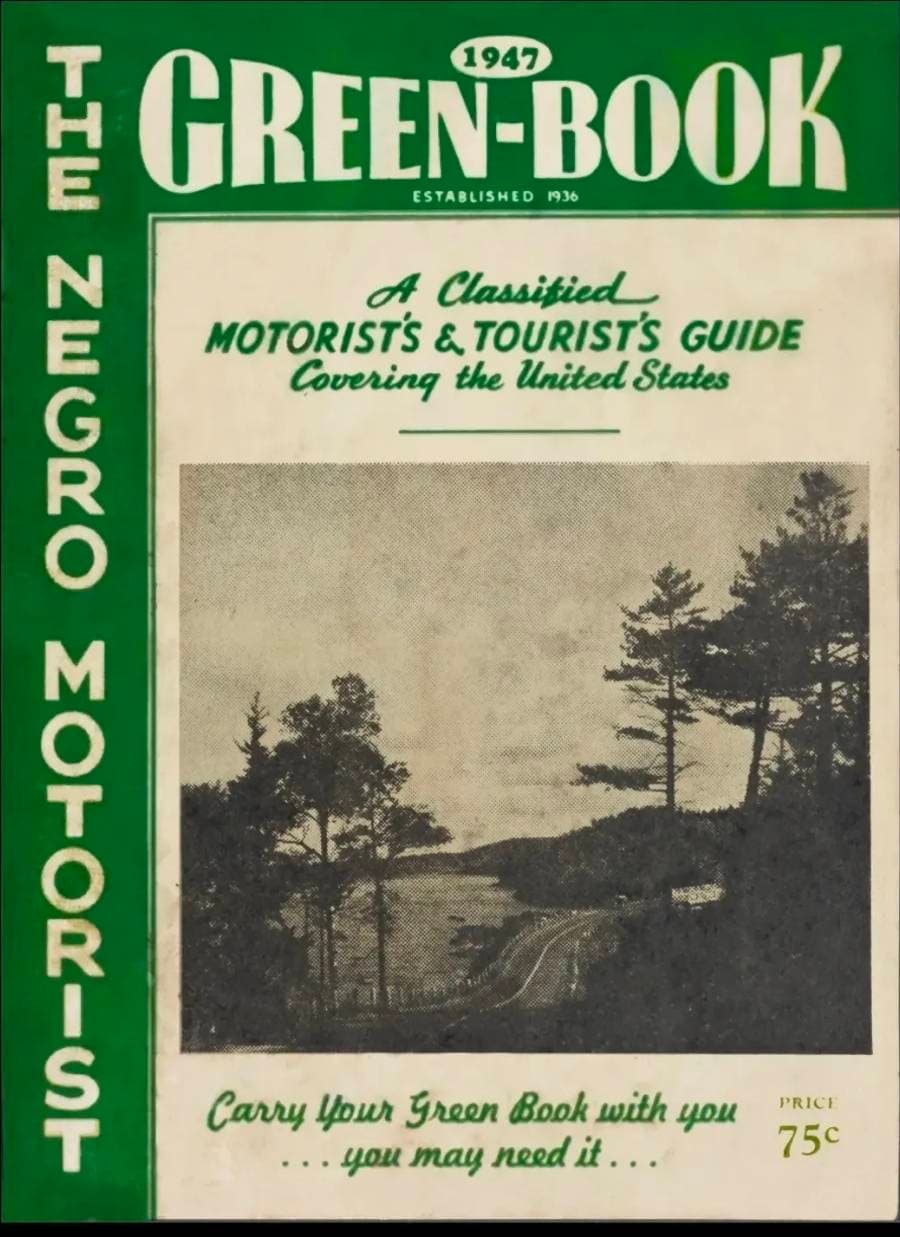 THE NEGRO MOTORIST
1947
GREEN-BOOK
ESTABLISHED 1936
A Classified
MOTORIST'S & TOURIST'S GUIDE
Covering the United States
Carry Your Green Book with you
...you may need it...
PRICE
75c